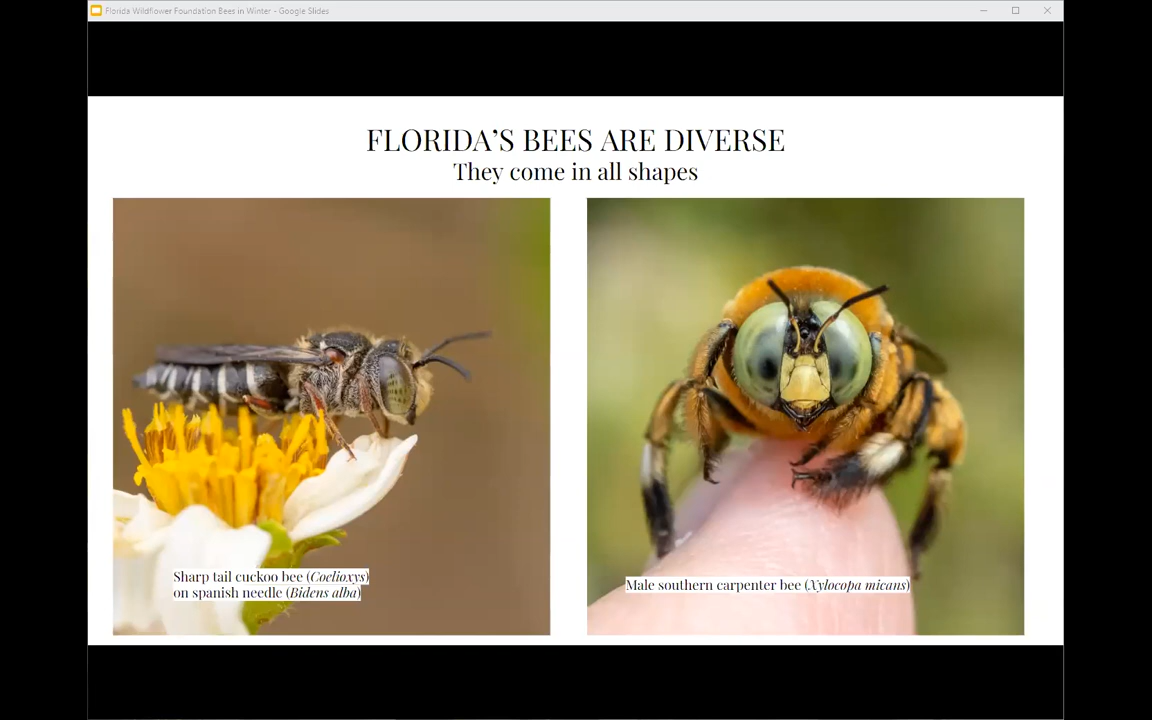 Florida Wildflower Foundation Bees in Winter - Google Slides
FLORIDA’S BEES ARE DIVERSE
They come in all shapes
Sharp tail cuckoo bee (Coelioxys)
on spanish needle (Bidens alba)
Male southern carpenter bee (Xylocopa micans)